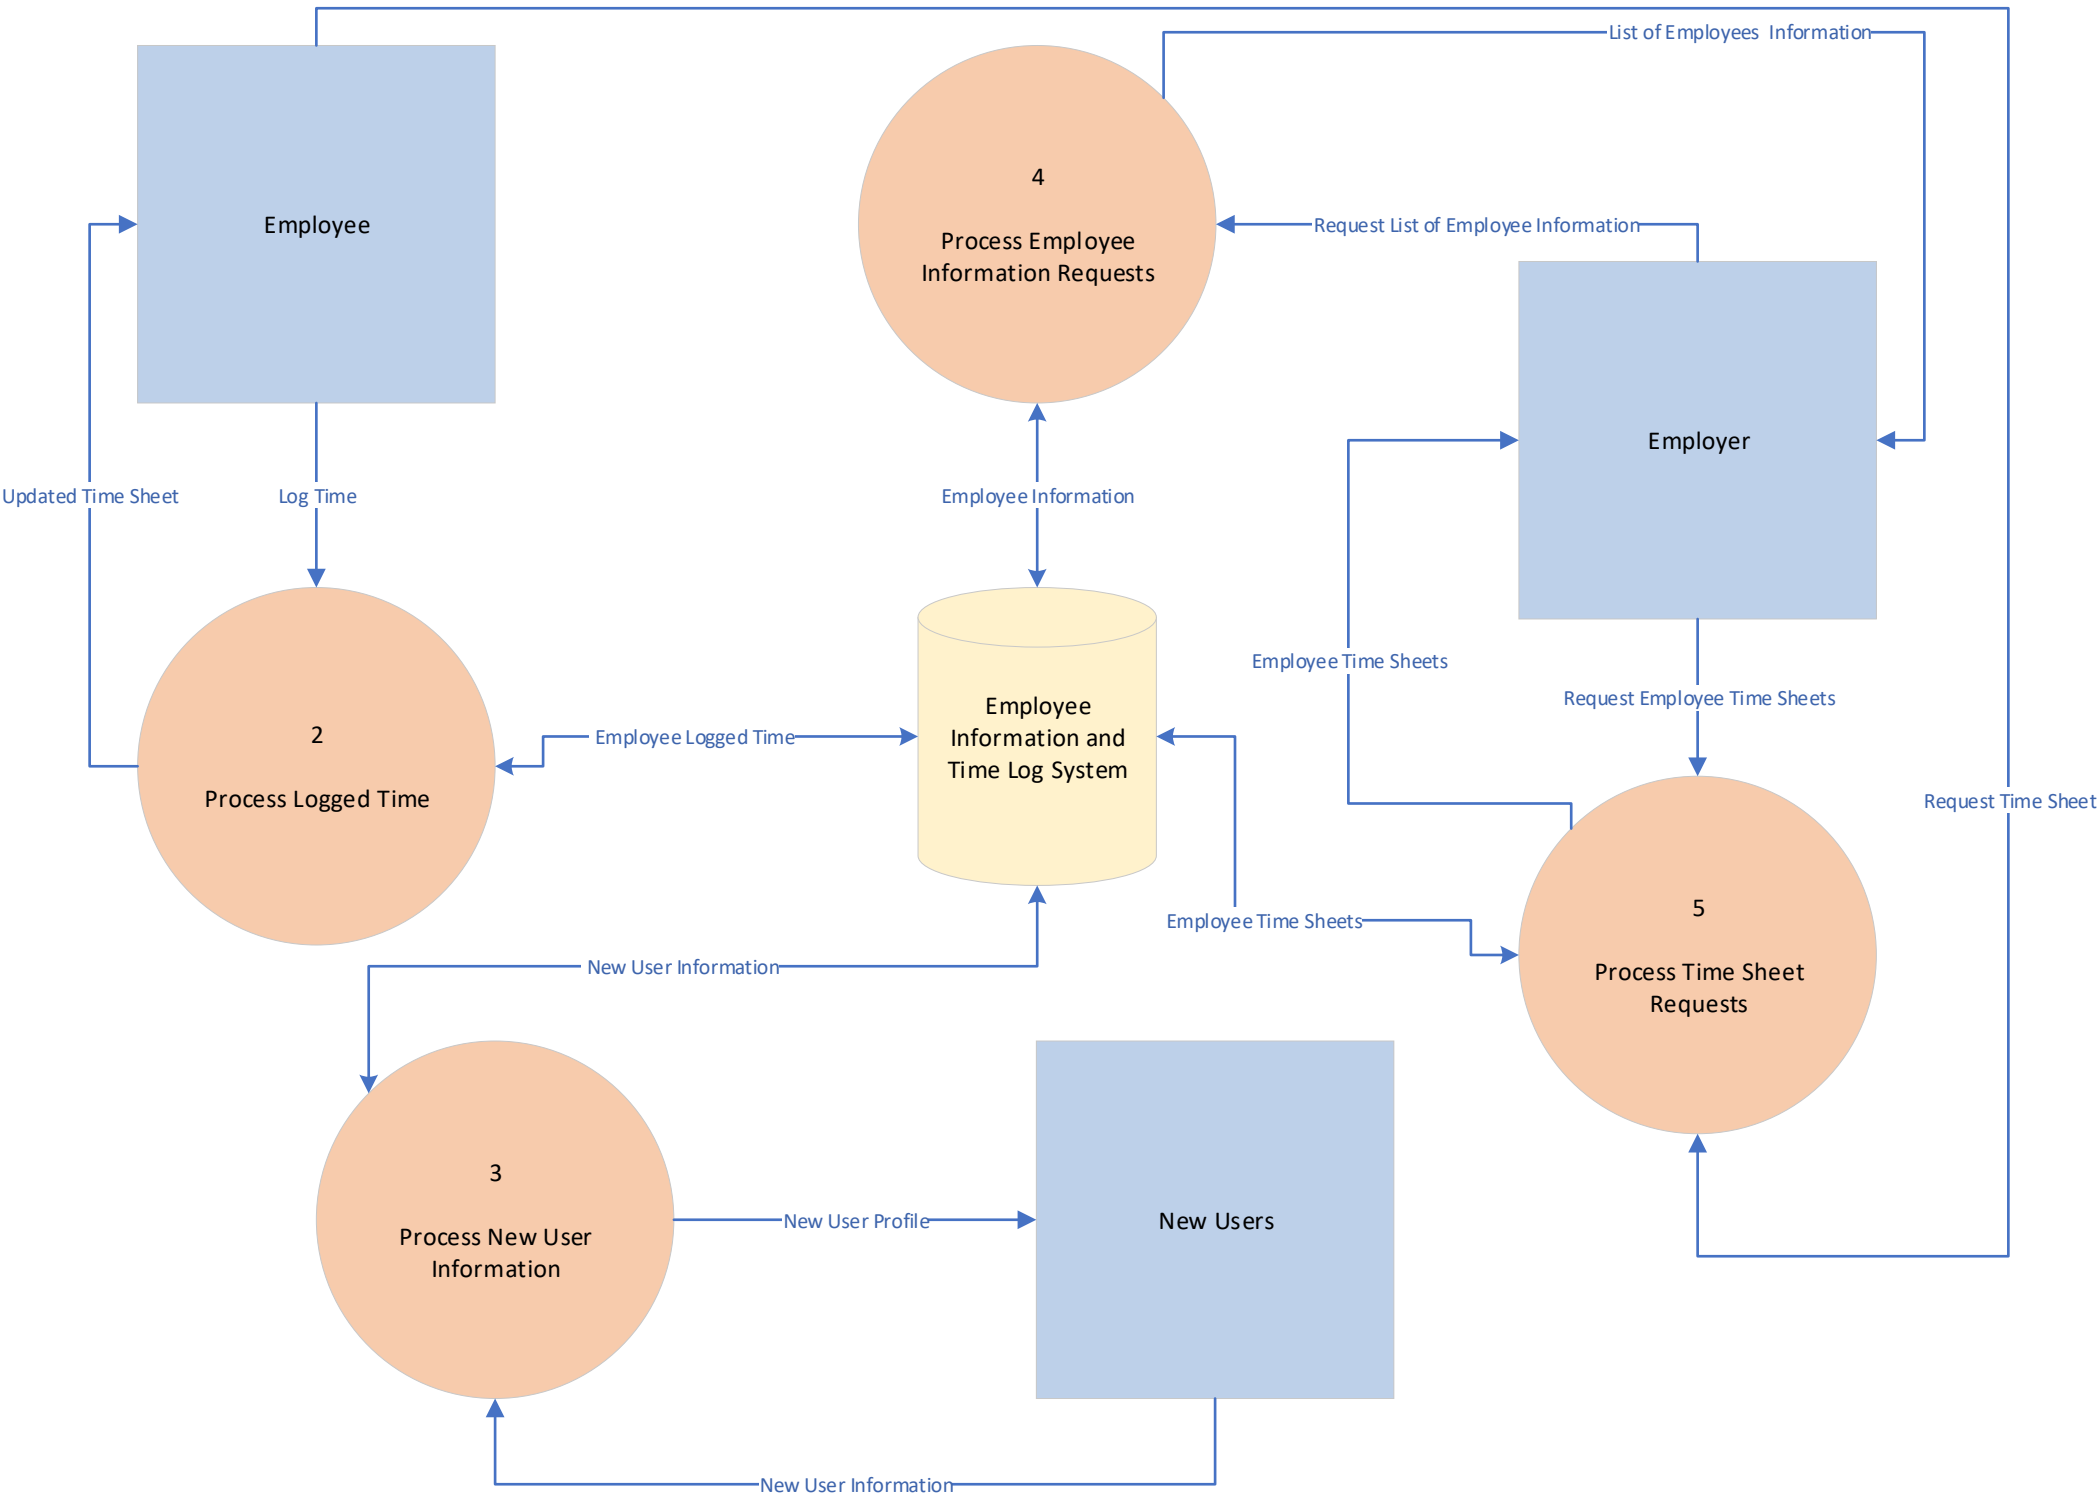 List of Employees  Information
4
Employee
Request List of Employee Information
Process Employee
Information Requests
Employer
Updated Time Sheet
Log Time
Employee Information
Employee Time Sheets
Request Employee Time Sheets
Employee
Information and
Time Log System
2
Employee Logged Time
Process Logged Time
Request Time Sheet
5
Employee Time Sheets
New User Information
Process Time Sheet
Requests
3
New User Profile
New Users
Process New User
Information
New User Information